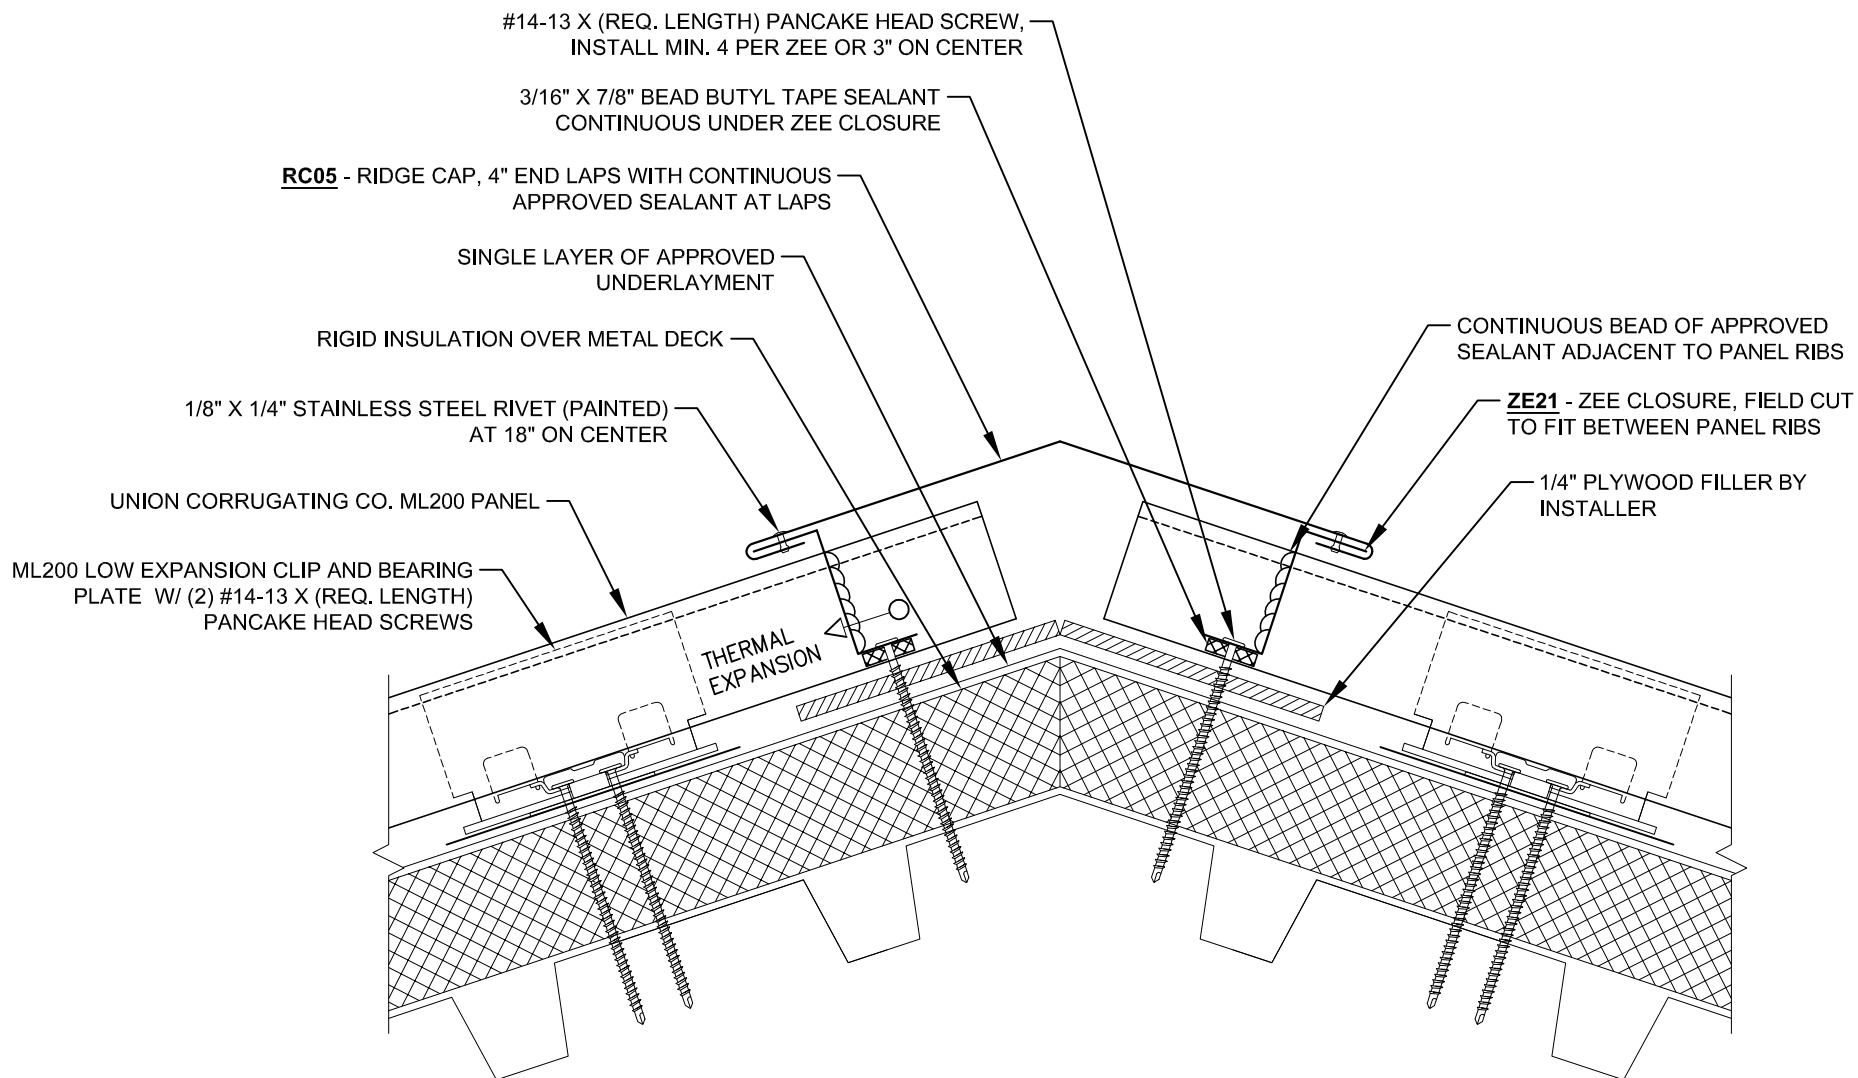 #14-13 X (REQ. LENGTH) PANCAKE HEAD SCREW,
INSTALL MIN. 4 PER ZEE OR 3" ON CENTER
3/16" X 7/8" BEAD BUTYL TAPE SEALANT
CONTINUOUS UNDER ZEE CLOSURE
RC05 - RIDGE CAP, 4" END LAPS WITH CONTINUOUS
APPROVED SEALANT AT LAPS
SINGLE LAYER OF APPROVED
UNDERLAYMENT
RIGID INSULATION OVER METAL DECK
1/8" X 1/4" STAINLESS STEEL RIVET (PAINTED)
AT 18" ON CENTER
UNION CORRUGATING CO. ML200 PANEL
ML200 LOW EXPANSION CLIP AND BEARING
PLATE W/ (2) #14-13 X (REQ. LENGTH)
PANCAKE HEAD SCREWS
THERMAL
EXPANSION
CONTINUOUS BEAD OF APPROVED
SEALANT ADJACENT TO PANEL RIBS
ZE21 - ZEE CLOSURE, FIELD CUT
TO FIT BETWEEN PANEL RIBS
1/4" PLYWOOD FILLER BY
INSTALLER